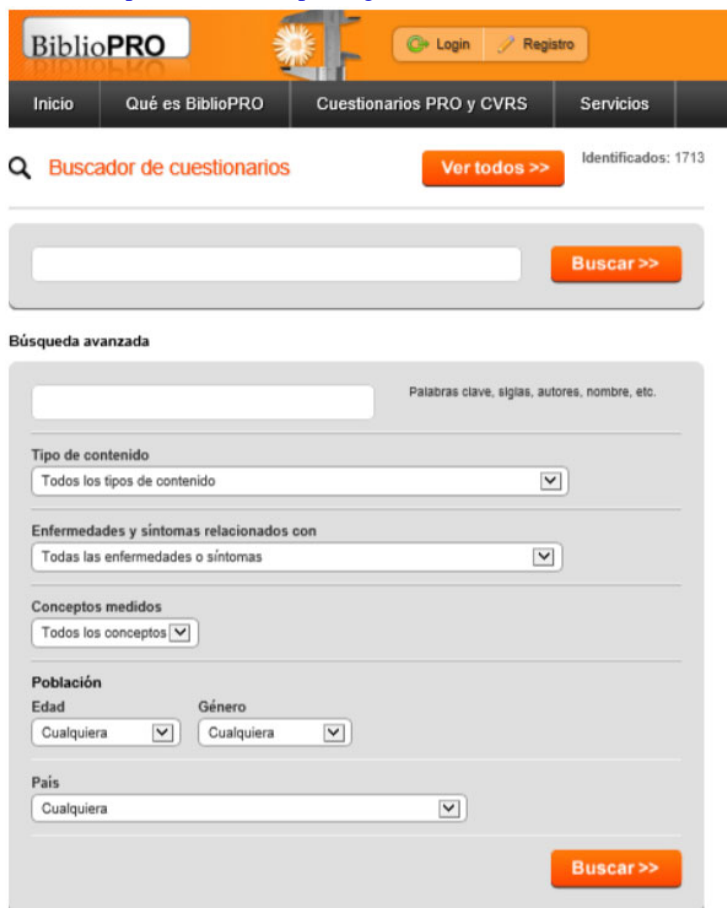 BiblioPRO
Login Registro
Inicio Qué es BiblioPRO Cuestionarios PRO y CVRS Servicios
Buscador de cuestionarios Ver todos >> Identificados: 1713
Buscar >>
Búsqueda avanzada
Palabras clave, siglas, autores, nombre, etc.
Tipo de contenido
Todos los tipos de contenido
Enfermedades y síntomas relacionados con
Todas las enfermedades o síntomas
Conceptos medidos
Todos los conceptos
Población
Edad Género
Cualquiera Cualquiera
País
Cualquiera
Buscar >>